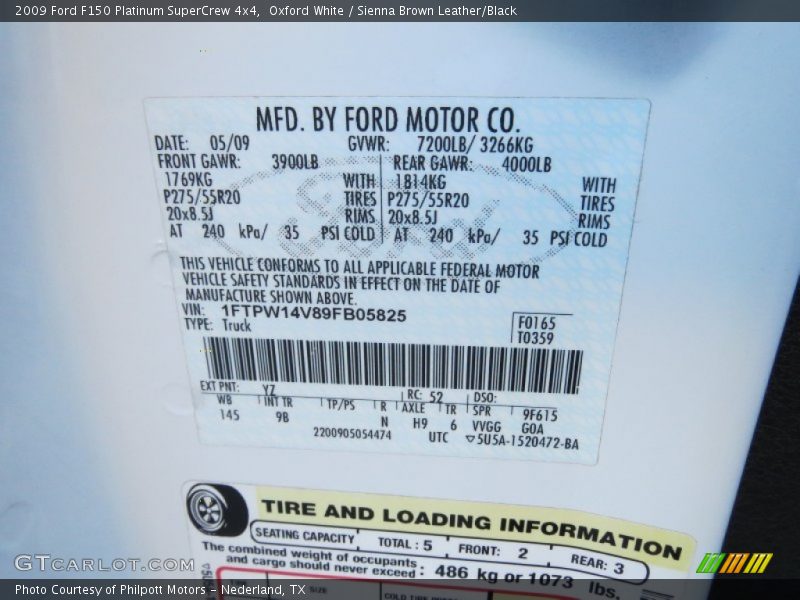 2009 Ford F150 Platinum SuperCrew 4x4,  Oxford White / Sienna Brown Leather/Black
MFD. BY FORD MOTOR CO.
DATE: 05/09 GVWR: 7200LB/ 3266KG
FRONT GAWR: 3900LB REAR GAWR: 4000LB
1769KG WITH 1814KG WITH
P275/55R20 TIRES P275/55R20 TIRES
20x8.5J RIMS 20x8.5J RIMS
AT 240 kPa/ 35 PSI COLD AT 240 kPa/ 35 PSI COLD
Ford
THIS VEHICLE CONFORMS TO ALL APPLICABLE FEDERAL MOTOR
VEHICLE SAFETY STANDARDS IN EFFECT ON THE DATE OF
MANUFACTURE SHOWN ABOVE.
VIN: 1FTPW14V89FB05825
TYPE: Truck
F0165
T0359
EXT PNT: YZ RC: 52 DSO:
WB INT TR TP/PS R AXLE TR SPR 9F615
145 9B N H9 6 VVGG GOA
2200905054474 UTC ▽5U5A-1520472-BA
TIRE AND LOADING INFORMATION
SEATING CAPACITY TOTAL : 5 FRONT: 2 REAR: 3
The combined weight of occupants
and cargo should never exceed : 486 kg or 1073 lbs.
SIZE
GTCARLOT.COM
Photo Courtesy of Philpott Motors - Nederland, TX